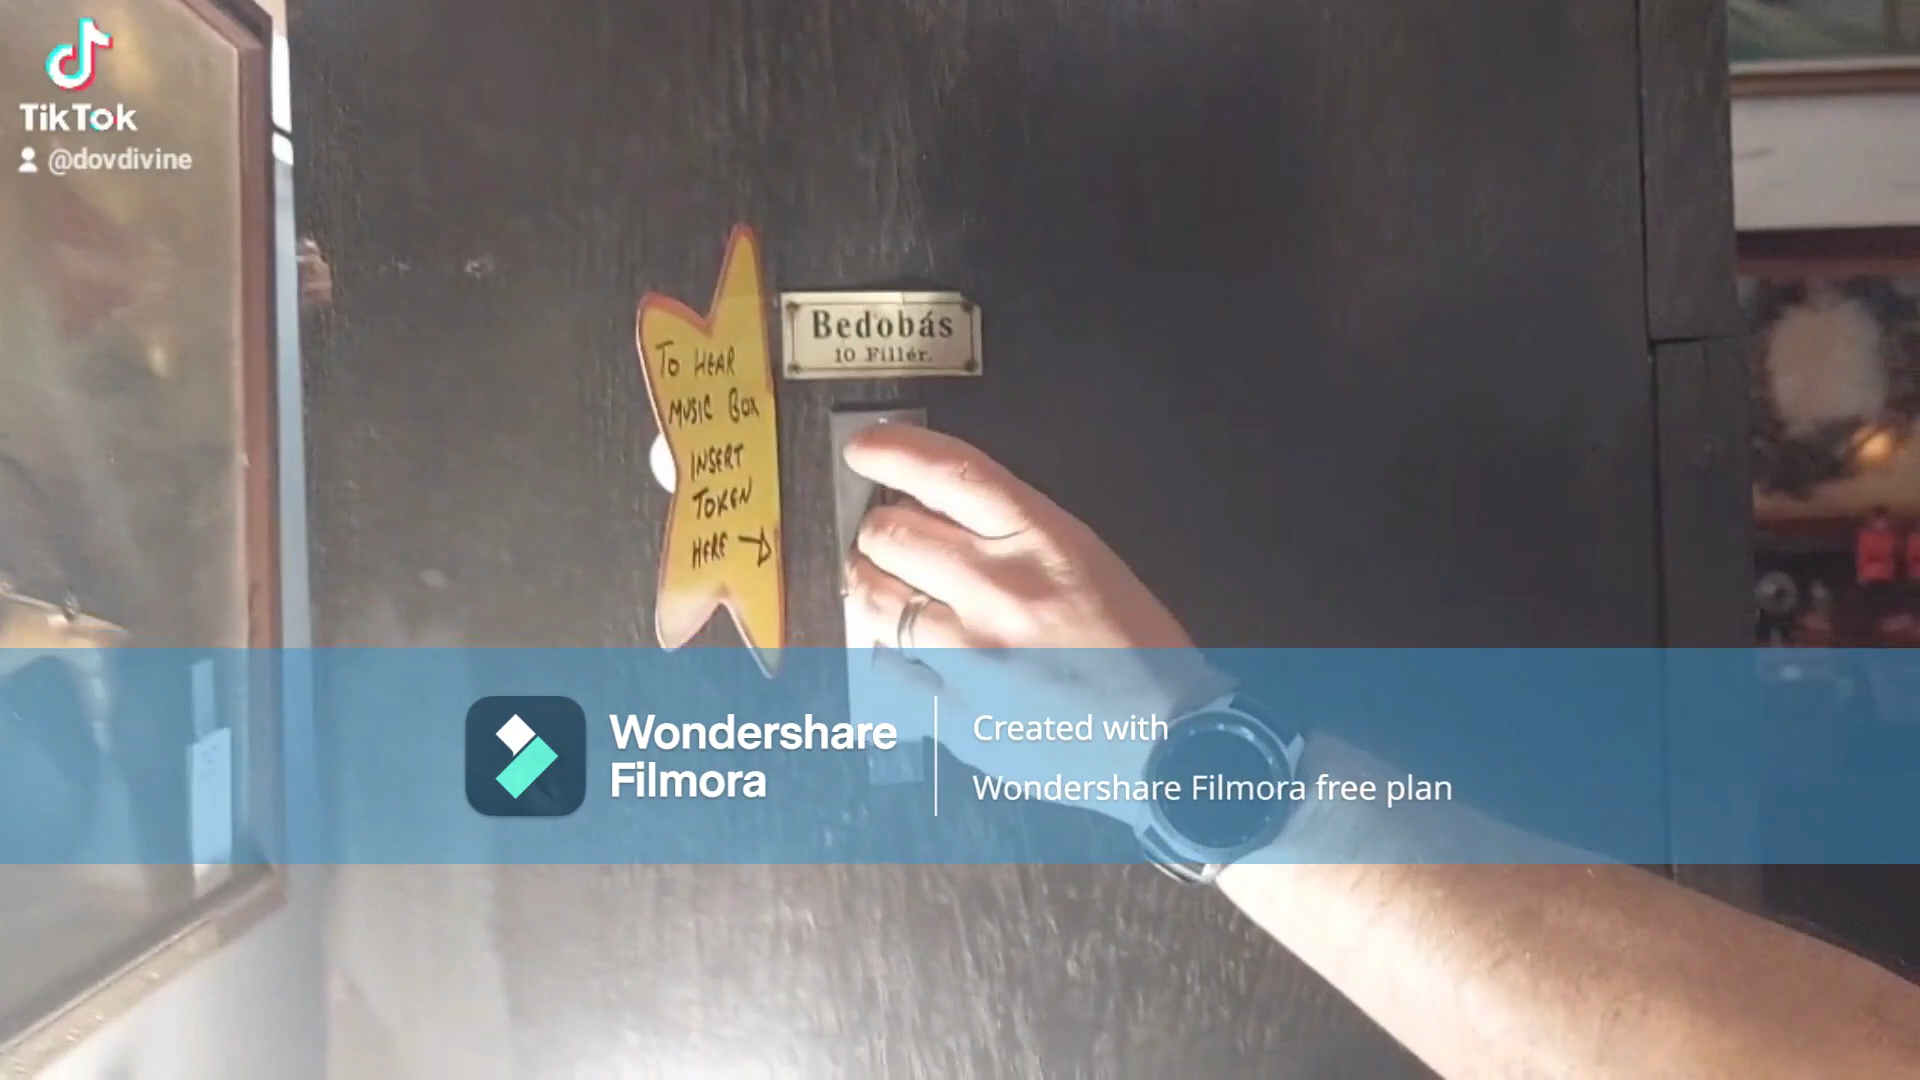 TikTok
@dovdivine
Bedobás
10 Fillér.
TO HEAR
MUSIC BOX
INSERT
TOKEN
HERE
Wondershare
Filmora
Created with
Wondershare Filmora free plan